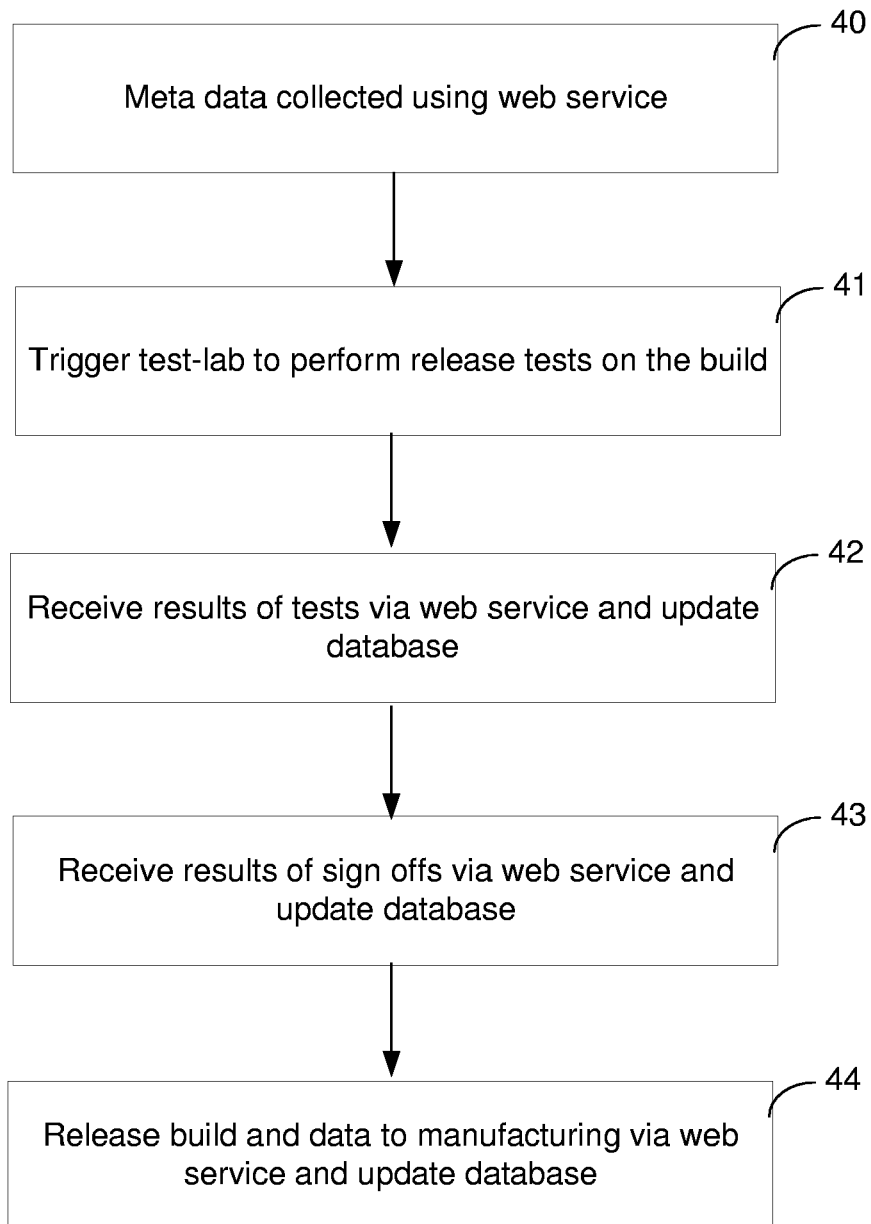 40
Meta data collected using web service
41
Trigger test-lab to perform release tests on the build
42
Receive results of tests via web service and update
database
43
Receive results of sign offs via web service and
update database
44
Release build and data to manufacturing via web
service and update database